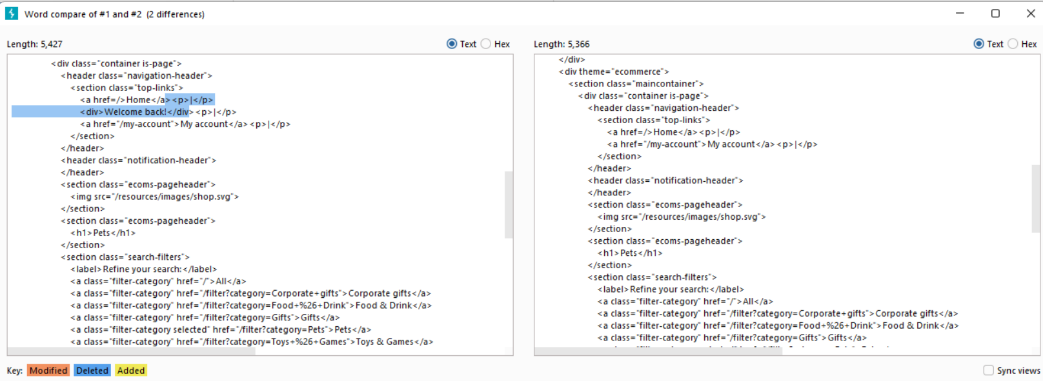 Word compare of #1 and #2 (2 differences)
Length: 5,427
Text Hex
<div class="container is-page">
<header class="navigation-header">
<section class="top-links">
<a href=/>Home</a><p>|</p>
<div>Welcome back!</div><p>|</p>
<a href="/my-account">My account</a><p>|</p>
</section>
</header>
<header class="notification-header">
</header>
<section class="ecoms-pageheader">
<img src="/resources/images/shop.svg">
</section>
<section class="ecoms-pageheader">
<h1>Pets</h1>
</section>
<section class="search-filters">
<label>Refine your search:</label>
<a class="filter-category" href="/">All</a>
<a class="filter-category" href="/filter?category=Corporate+gifts">Corporate gifts</a>
<a class="filter-category" href="/filter?category=Food+%26+Drink">Food & Drink</a>
<a class="filter-category" href="/filter?category=Gifts">Gifts</a>
<a class="filter-category selected" href="/filter?category=Pets">Pets</a>
<a class="filter-category" href="/filter?category=Toys+%26+Games">Toys & Games</a>
Length: 5,366
Text Hex
</div>
<div theme="ecommerce">
<section class="maincontainer">
<div class="container is-page">
<header class="navigation-header">
<section class="top-links">
<a href=/>Home</a><p>|</p>
<a href="/my-account">My account</a><p>|</p>
</section>
</header>
<header class="notification-header">
</header>
<section class="ecoms-pageheader">
<img src="/resources/images/shop.svg">
</section>
<section class="ecoms-pageheader">
<h1>Pets</h1>
</section>
<section class="search-filters">
<label>Refine your search:</label>
<a class="filter-category" href="/">All</a>
<a class="filter-category" href="/filter?category=Corporate+gifts">Corporate gifts</a>
<a class="filter-category" href="/filter?category=Food+%26+Drink">Food & Drink</a>
<a class="filter-category" href="/filter?category=Gifts">Gifts</a>
Key: Modified Deleted Added
Sync views